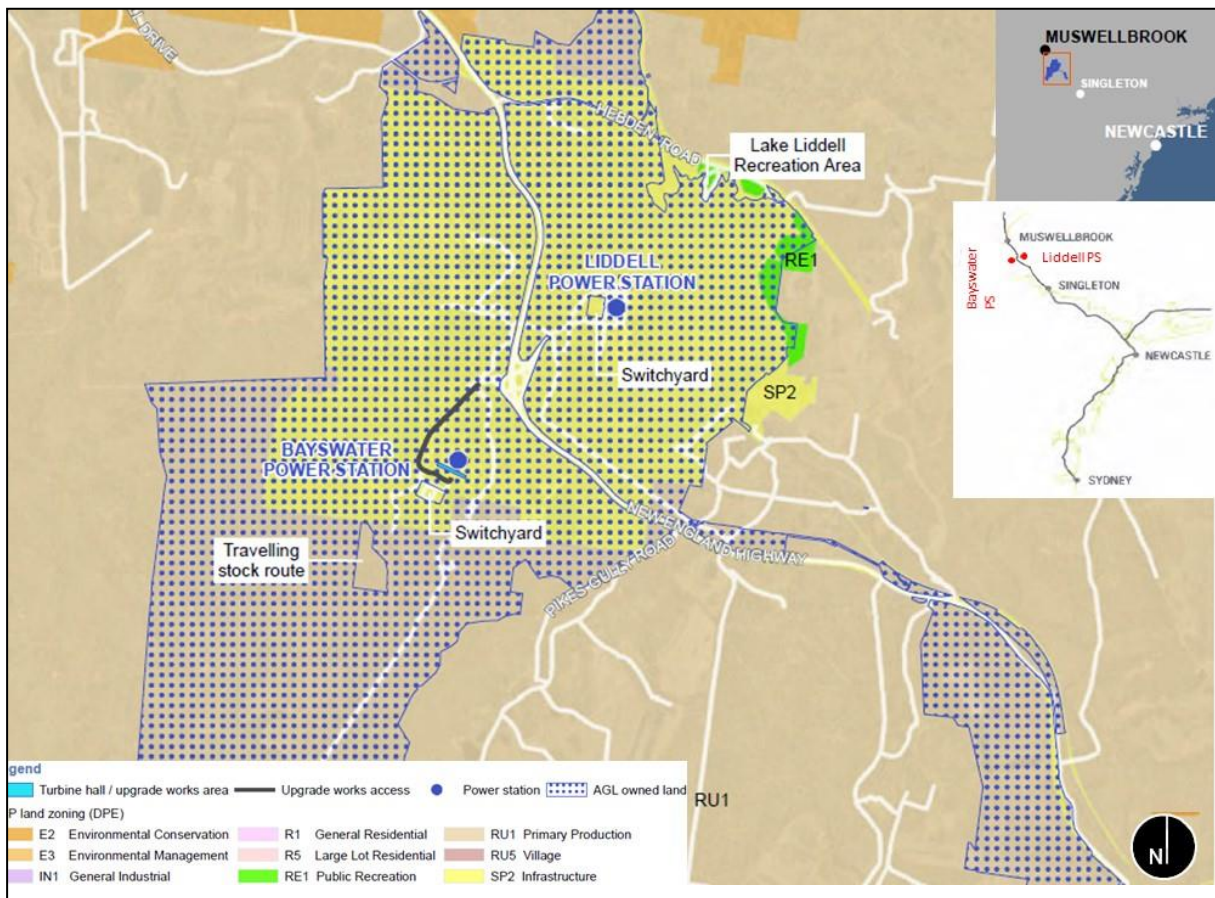 EL DRIVE
HEBDEN ROAD
Lake Liddell
Recreation Area
MUSWELLBROOK
SINGLETON
NEWCASTLE
MUSWELLBROOK
Bayswater
PS
Liddell PS
SINGLETON
NEWCASTLE
SYDNEY
RE1
LIDDELL
POWER STATION
Switchyard
SP2
BAYSWATER
POWER STATION
Switchyard
Travelling
stock route
NEW ENGLAND HIGHWAY
PIKES GULLY ROAD
RU1
gend
Turbine hall / upgrade works area
Upgrade works access
Power station
AGL owned land
P land zoning (DPE)
E2 Environmental Conservation
R1 General Residential
RU1 Primary Production
E3 Environmental Management
R5 Large Lot Residential
RU5 Village
IN1 General Industrial
RE1 Public Recreation
SP2 Infrastructure
N